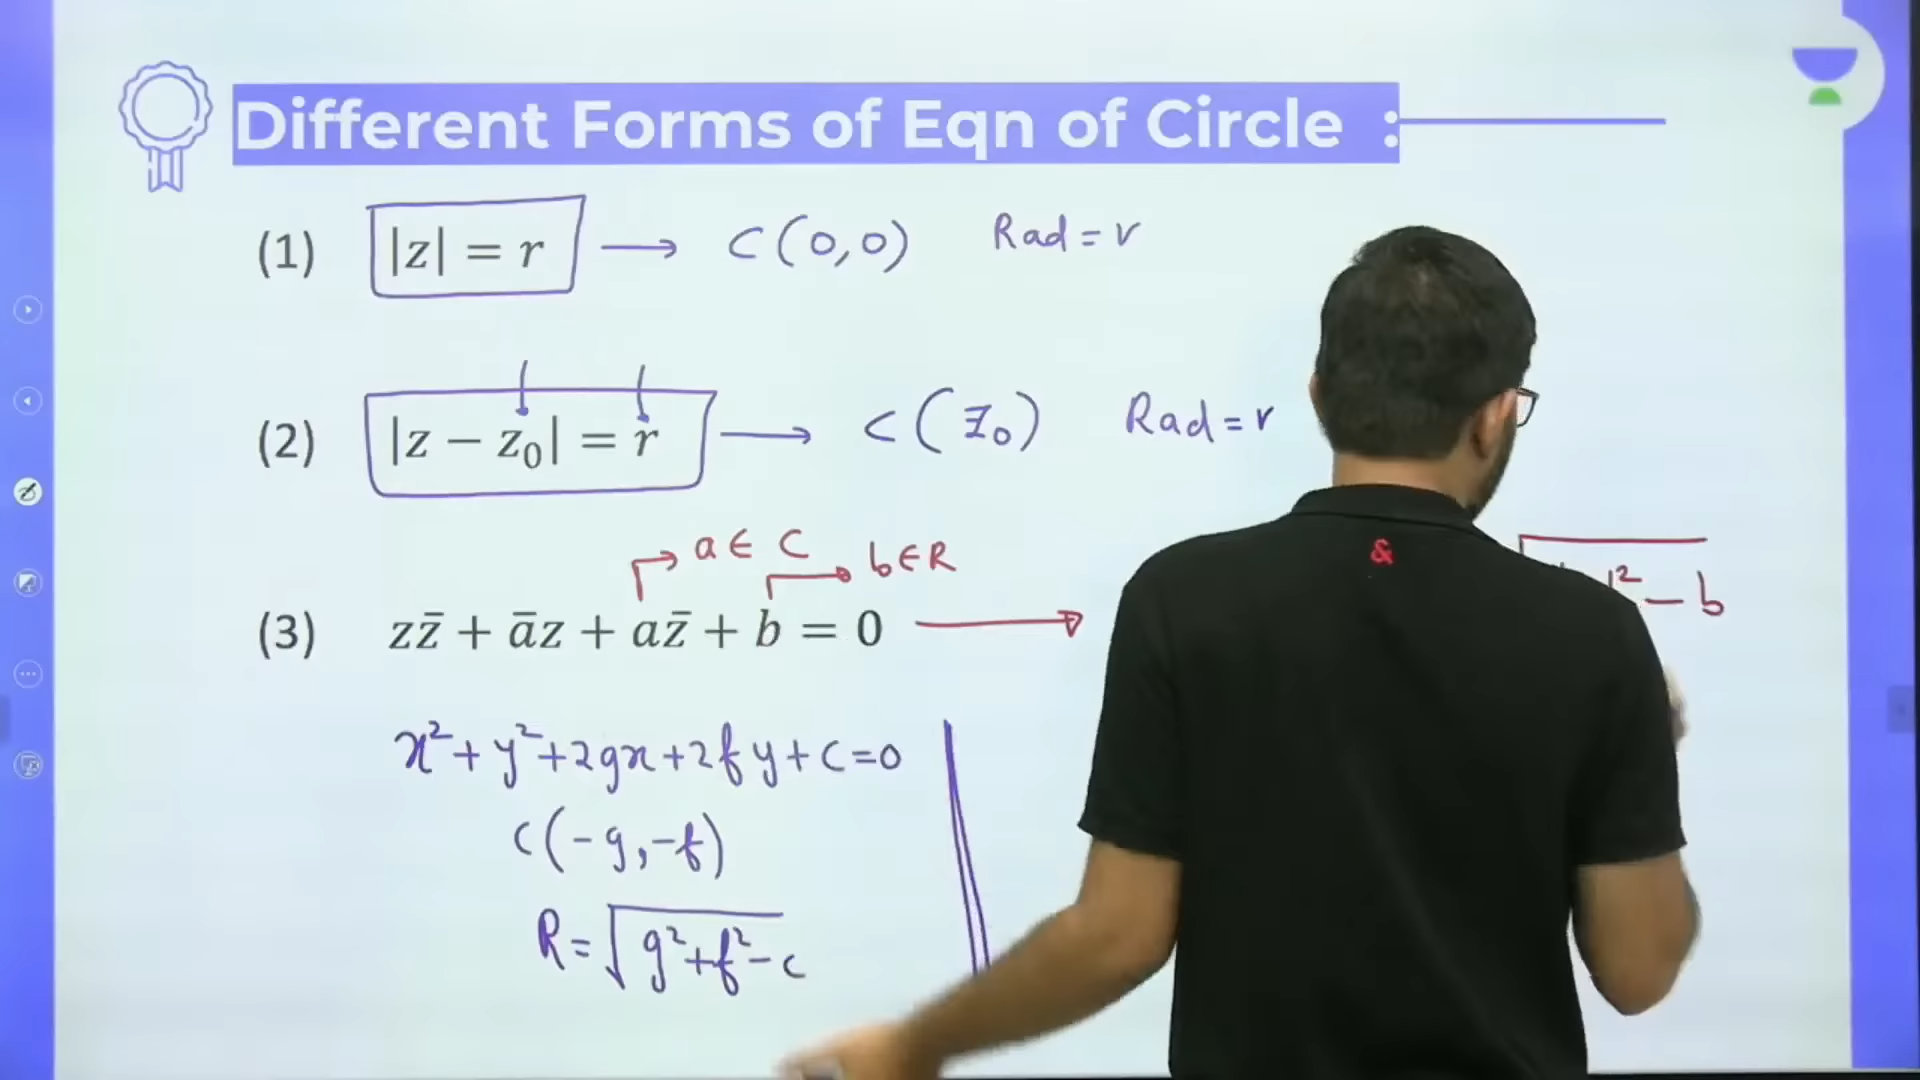 Different Forms of Eqn of Circle :
(1) |z| = r → C (0,0) Rad = r
(2) |z − z₀| = r → C (z₀) Rad = r
a ∈ C b ∈ R
(3) zz̄ + āz + az̄ + b = 0 → & √ ² − b
x² + y² + 2gx + 2fy + c = 0
C (−g, −f)
R = √g² + f² − c